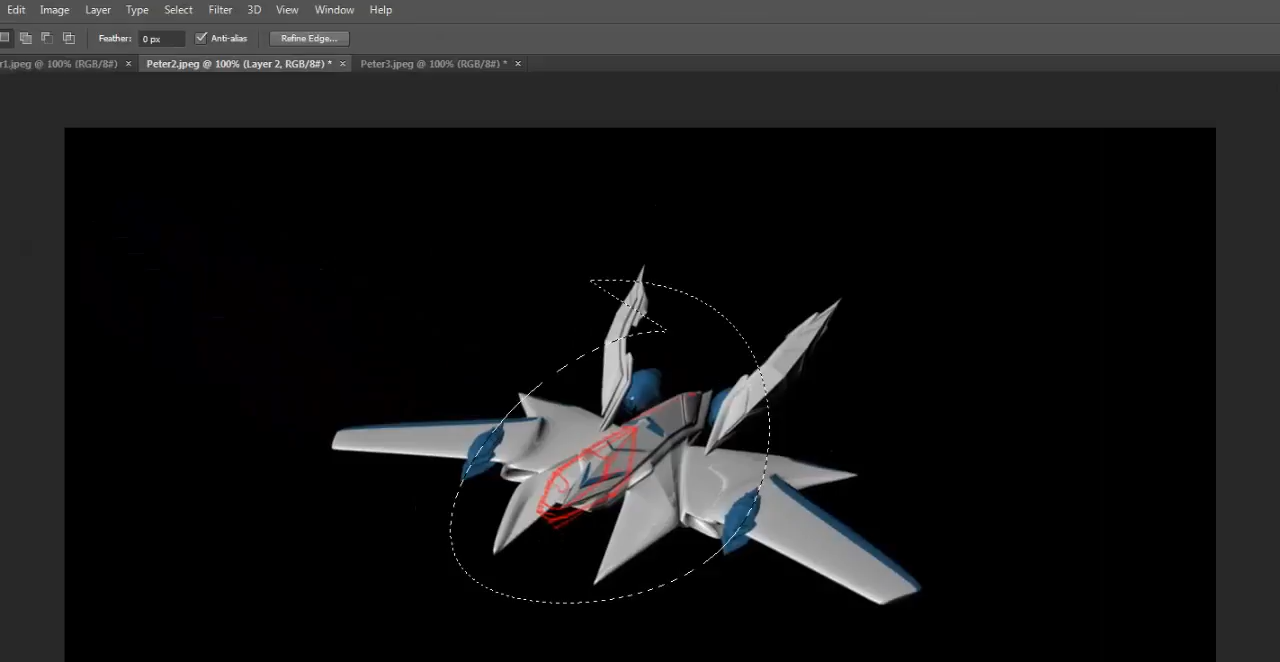 Edit Image Layer Type Select Filter 3D View Window Help
Feather: 0 px Anti-alias Refine Edge...
r1.jpeg @ 100% (RGB/8#) × Peter2.jpeg @ 100% (Layer 2, RGB/8#) * × Peter3.jpeg @ 100% (RGB/8#) * ×